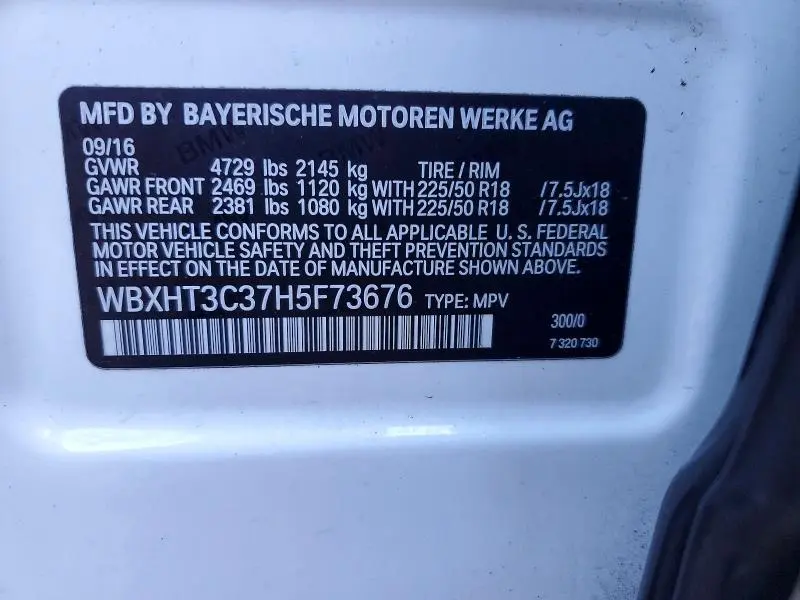 MFD BY BAYERISCHE MOTOREN WERKE AG
09/16
GVWR 4729 lbs 2145 kg TIRE / RIM
GAWR FRONT 2469 lbs 1120 kg WITH 225/50 R18 /7.5Jx18
GAWR REAR 2381 lbs 1080 kg WITH 225/50 R18 /7.5Jx18
THIS VEHICLE CONFORMS TO ALL APPLICABLE U. S. FEDERAL
MOTOR VEHICLE SAFETY AND THEFT PREVENTION STANDARDS
IN EFFECT ON THE DATE OF MANUFACTURE SHOWN ABOVE.
WBXHT3C37H5F73676 TYPE: MPV
300/0
7 320 730